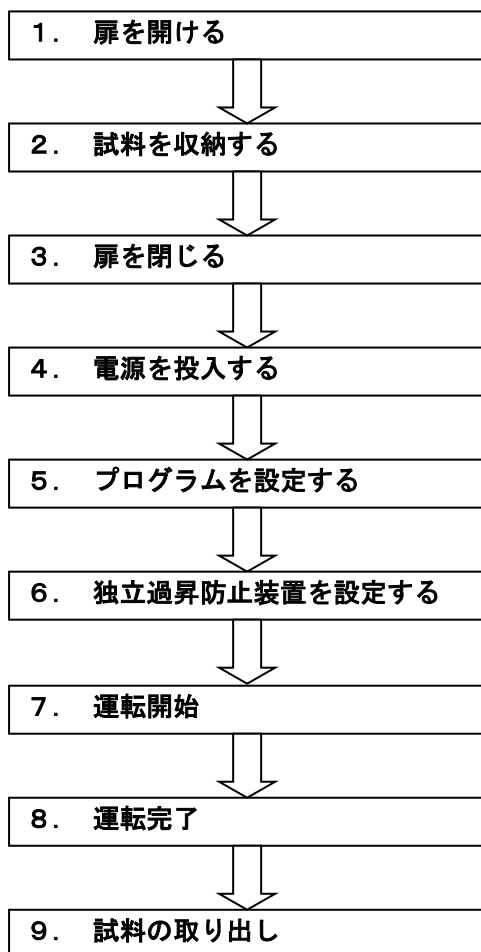 １．　扉を開ける
２．　試料を収納する
３．　扉を閉じる
４．　電源を投入する
５．　プログラムを設定する
６．　独立過昇防止装置を設定する
７．　運転開始
８．　運転完了
９．　試料の取り出し